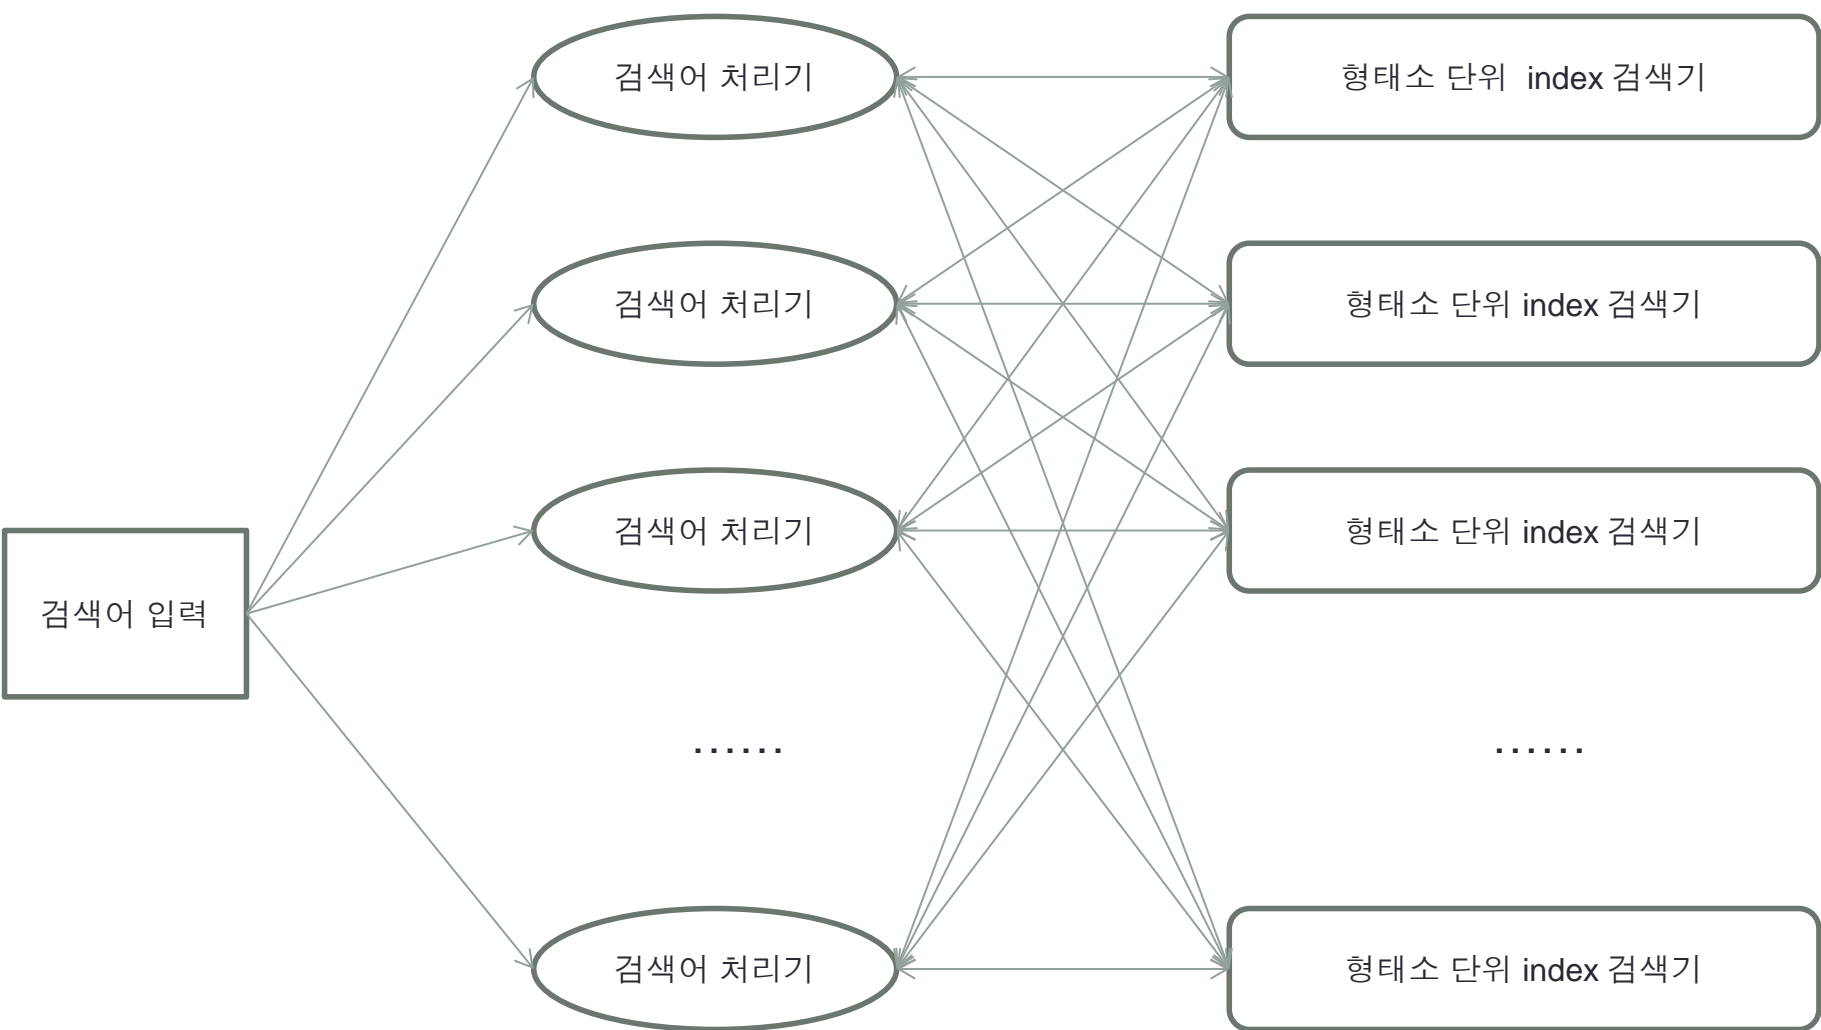 검색어 처리기
형태소 단위  index 검색기
검색어 처리기
형태소 단위 index 검색기
검색어 처리기
형태소 단위 index 검색기
검색어 입력
......
......
검색어 처리기
형태소 단위 index 검색기